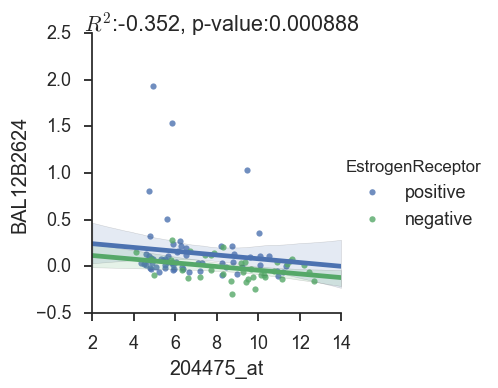 R²:-0.352, p-value:0.000888
2.5
2.0
1.5
1.0
0.5
0.0
−0.5
BAL12B2624
2 4 6 8 10 12 14
204475_at
EstrogenReceptor
positive
negative